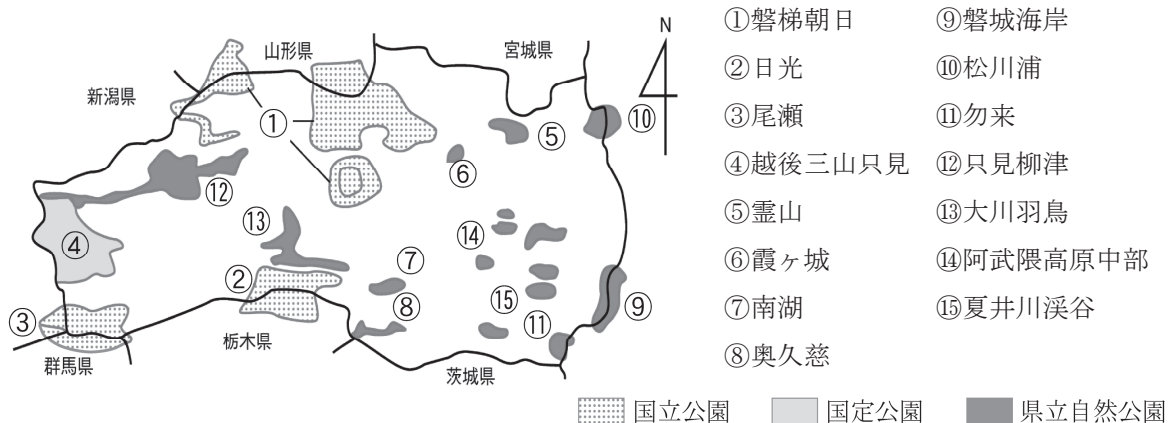 山形県
宮城県
新潟県
N
①
⑩
⑤
⑥
⑫
⑬
④
⑭
⑦
②
⑮
⑧
⑨
③
⑪
栃木県
群馬県
茨城県
①磐梯朝日
②日光
③尾瀬
④越後三山只見
⑤霊山
⑥霞ヶ城
⑦南湖
⑧奥久慈
⑨磐城海岸
⑩松川浦
⑪勿来
⑫只見柳津
⑬大川羽鳥
⑭阿武隈高原中部
⑮夏井川渓谷
国立公園
国定公園
県立自然公園